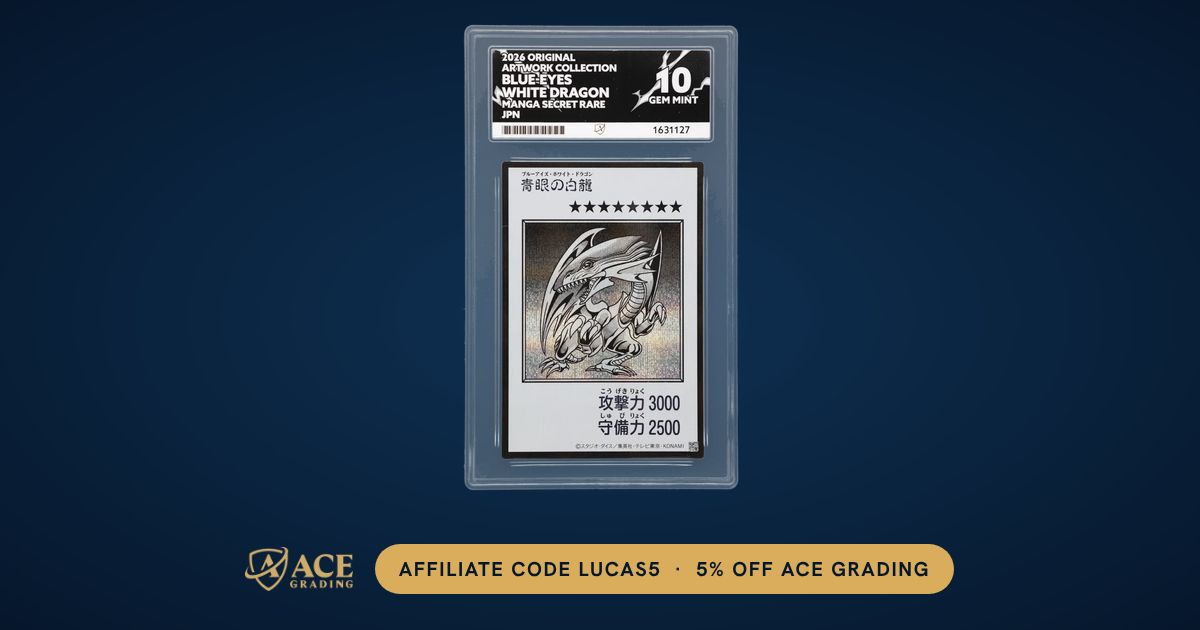 2026 ORIGINAL
ARTWORK COLLECTION
BLUE-EYES
WHITE DRAGON
MANGA SECRET RARE
JPN
10
GEM MINT
1631127
ブルーアイズ・ホワイト・ドラゴン
青眼の白龍
★★★★★★★★
こうげきりょく
攻撃力 3000
しゅびりょく
守備力 2500
©スタジオ・ダイス／集英社・テレビ東京・KONAMI
ACE
GRADING
AFFILIATE CODE LUCAS5 · 5% OFF ACE GRADING